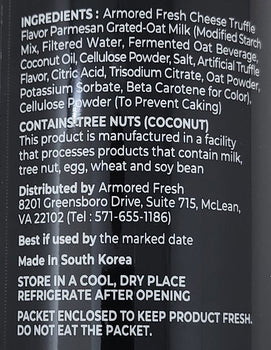 INGREDIENTS : Armored Fresh Cheese Truffle
Flavor Parmesan Grated-Oat Milk (Modified Starch
Mix, Filtered Water, Fermented Oat Beverage,
Coconut Oil, Cellulose Powder, Salt, Artificial Truffle
Flavor, Citric Acid, Trisodium Citrate, Oat Powder,
Potassium Sorbate, Beta Carotene for Color),
Cellulose Powder (To Prevent Caking)
CONTAINS TREE NUTS (COCONUT)
This product is manufactured in a facility
that processes products that contain milk,
tree nut, egg, wheat and soy bean
Distributed by Armored Fresh
8201 Greensboro Drive, Suite 715, McLean,
VA 22102 (Tel : 571-655-1186)
Best if used by the marked date
Made In South Korea
STORE IN A COOL, DRY PLACE
REFRIGERATE AFTER OPENING
PACKET ENCLOSED TO KEEP PRODUCT FRESH.
DO NOT EAT THE PACKET.